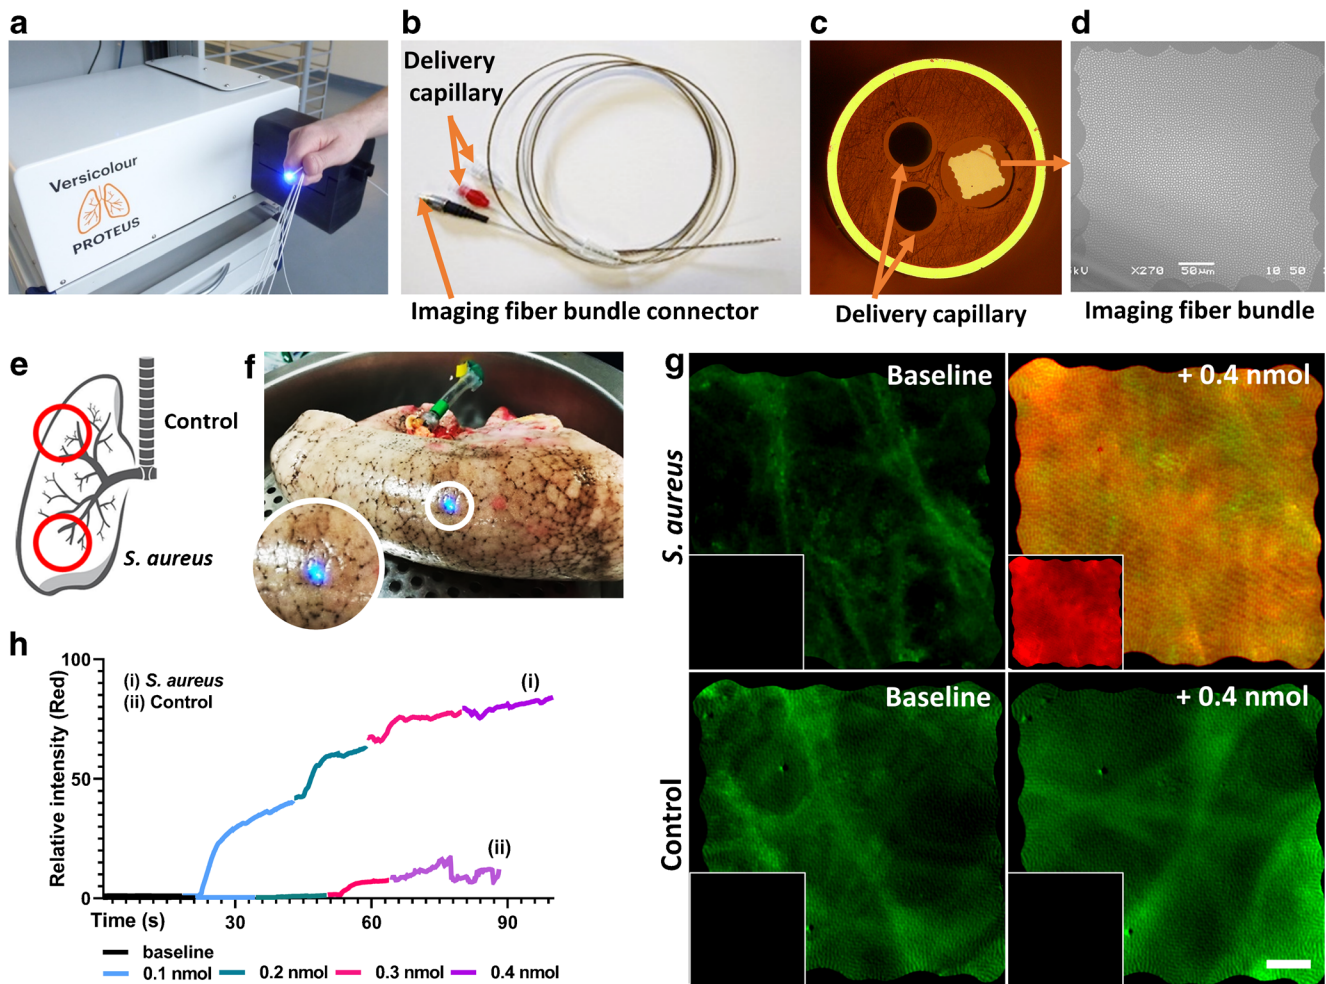 a
Versicolour
PROTEUS
b
Delivery
capillary
Imaging fiber bundle connector
c
Delivery capillary
d
kV X270 50µm 10 50
Imaging fiber bundle
e
Control
S. aureus
f
g
S. aureus
Baseline
+ 0.4 nmol
Control
Baseline
+ 0.4 nmol
h
Relative intensity (Red)
100
50
0
(i) S. aureus
(ii) Control
(i)
(ii)
Time (s)
30
60
90
baseline
0.1 nmol
0.2 nmol
0.3 nmol
0.4 nmol